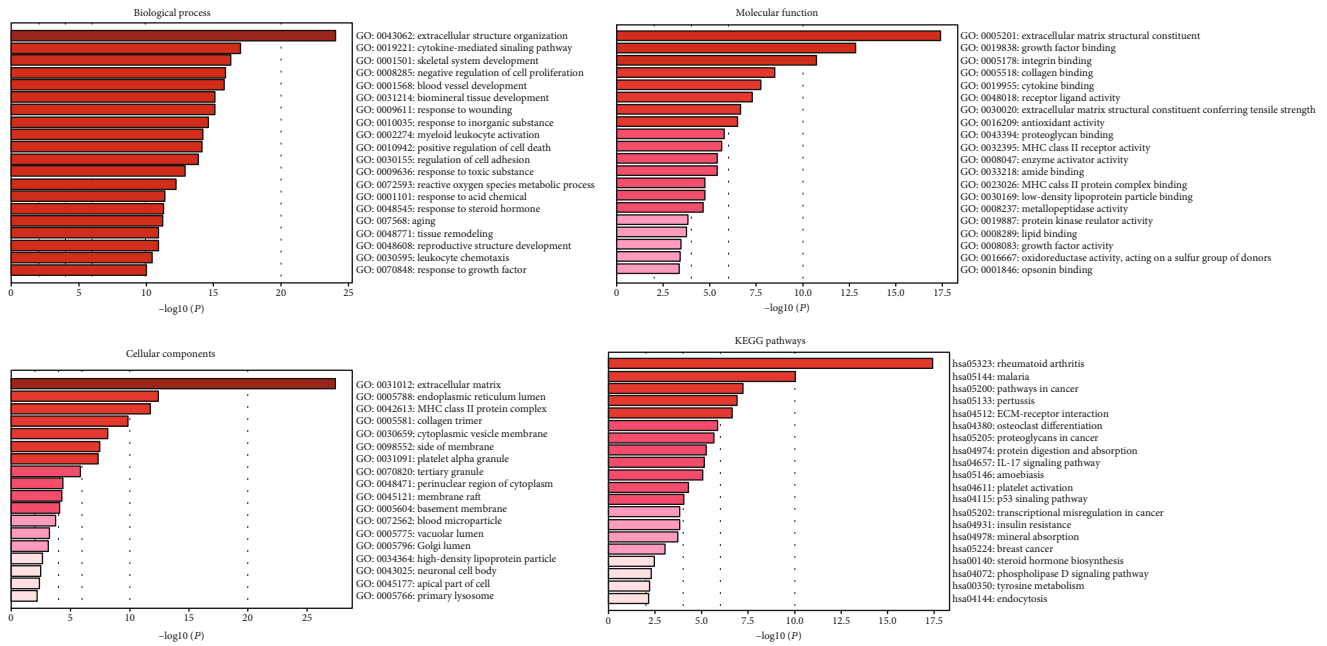 Biological process
GO: 0043062: extracellular structure organization
GO: 0019221: cytokine-mediated sinaling pathway
GO: 0001501: skeletal system development
GO: 0008285: negative regulation of cell proliferation
GO: 0001568: blood vessel development
GO: 0031214: biomineral tissue development
GO: 0009611: response to wounding
GO: 0010035: response to inorganic substance
GO: 0002274: myeloid leukocyte activation
GO: 0010942: positive regulation of cell death
GO: 0030155: regulation of cell adhesion
GO: 0009636: response to toxic substance
GO: 0072593: reactive oxygen species metabolic process
GO: 0001101: response to acid chemical
GO: 0048545: response to steroid hormone
GO: 007568: aging
GO: 0048771: tissue remodeling
GO: 0048608: reproductive structure development
GO: 0030595: leukocyte chemotaxis
GO: 0070848: response to growth factor
0 5 10 15 20 25
–log10 (P)
Molecular function
GO: 0005201: extracellular matrix structural constituent
GO: 0019838: growth factor binding
GO: 0005178: integrin binding
GO: 0005518: collagen binding
GO: 0019955: cytokine binding
GO: 0048018: receptor ligand activity
GO: 0030020: extracellular matrix structural constituent conferring tensile strength
GO: 0016209: antioxidant activity
GO: 0043394: proteoglycan binding
GO: 0032395: MHC class II receptor activity
GO: 0008047: enzyme activator activity
GO: 0033218: amide binding
GO: 0023026: MHC calss II protein complex binding
GO: 0030169: low-density lipoprotein particle binding
GO: 0008237: metallopeptidase activity
GO: 0019887: protein kinase reulator activity
GO: 0008289: lipid binding
GO: 0008083: growth factor activity
GO: 0016667: oxidoreductase activity, acting on a sulfur group of donors
GO: 0001846: opsonin binding
0 2.5 5.0 7.5 10.0 12.5 15.0 17.5
–log10 (P)
Cellular components
GO: 0031012: extracellular matrix
GO: 0005788: endoplasmic reticulum lumen
GO: 0042613: MHC class II protein complex
GO: 0005581: collagen trimer
GO: 0030659: cytoplasmic vesicle membrane
GO: 0098552: side of membrane
GO: 0031091: platelet alpha granule
GO: 0070820: tertiary granule
GO: 0048471: perinuclear region of cytoplasm
GO: 0045121: membrane raft
GO: 0005604: basement membrane
GO: 0072562: blood microparticle
GO: 0005775: vacuolar lumen
GO: 0005796: Golgi lumen
GO: 0034364: high-density lipoprotein particle
GO: 0043025: neuronal cell body
GO: 0045177: apical part of cell
GO: 0005766: primary lysosome
0 5 10 15 20 25
–log10 (P)
KEGG pathways
hsa05323: rheumatoid arthritis
hsa05144: malaria
hsa05200: pathways in cancer
hsa05133: pertussis
hsa04512: ECM-receptor interaction
hsa04380: osteoclast differentiation
hsa05205: proteoglycans in cancer
hsa04974: protein digestion and absorption
hsa04657: IL-17 signaling pathway
hsa05146: amoebiasis
hsa04611: platelet activation
hsa04115: p53 sinaling pathway
hsa05202: transcriptional misregulation in cancer
hsa04931: insulin resistance
hsa04978: mineral absorption
hsa05224: breast cancer
hsa00140: steroid hormone biosynthesis
hsa04072: phospholipase D signaling pathway
hsa00350: tyrosine metabolism
hsa04144: endocytosis
0 2.5 5.0 7.5 10.0 12.5 15.0 17.5
–log10 (P)